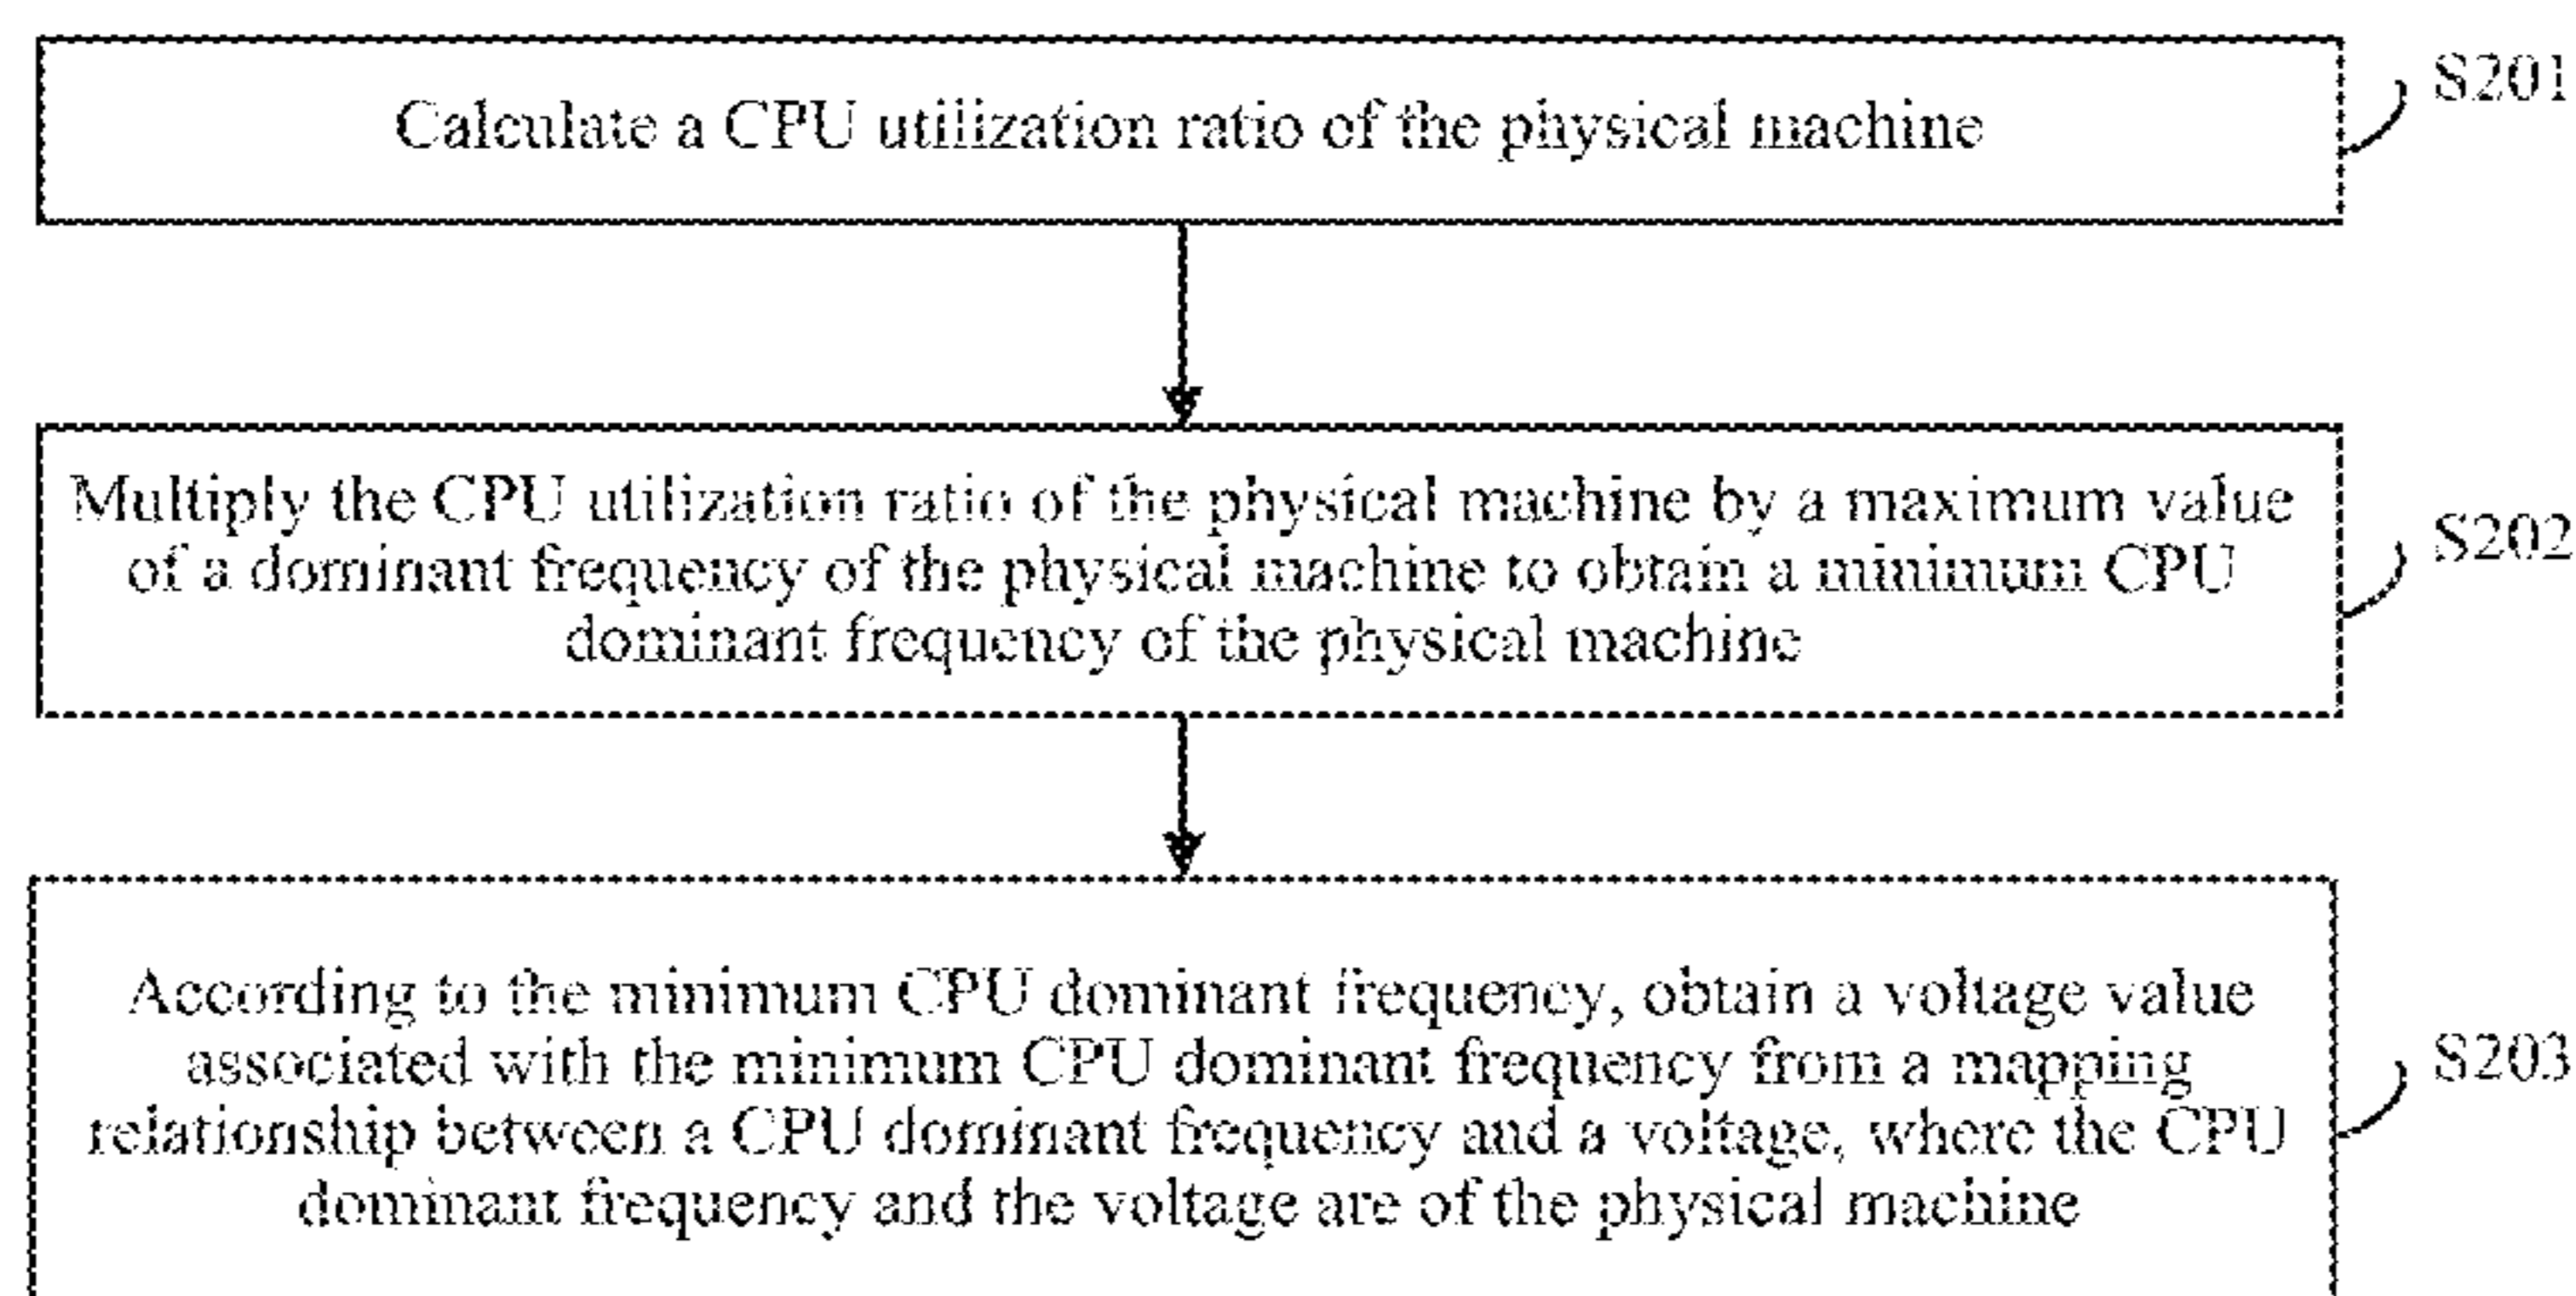 Calculate a CPU utilization ratio of the physical machine
S201
Multiply the CPU utilization ratio of the physical machine by a maximum value
of a dominant frequency of the physical machine to obtain a minimum CPU
dominant frequency of the physical machine
S202
According to the minimum CPU dominant frequency, obtain a voltage value
associated with the minimum CPU dominant frequency from a mapping
relationship between a CPU dominant frequency and a voltage, where the CPU
dominant frequency and the voltage are of the physical machine
S203